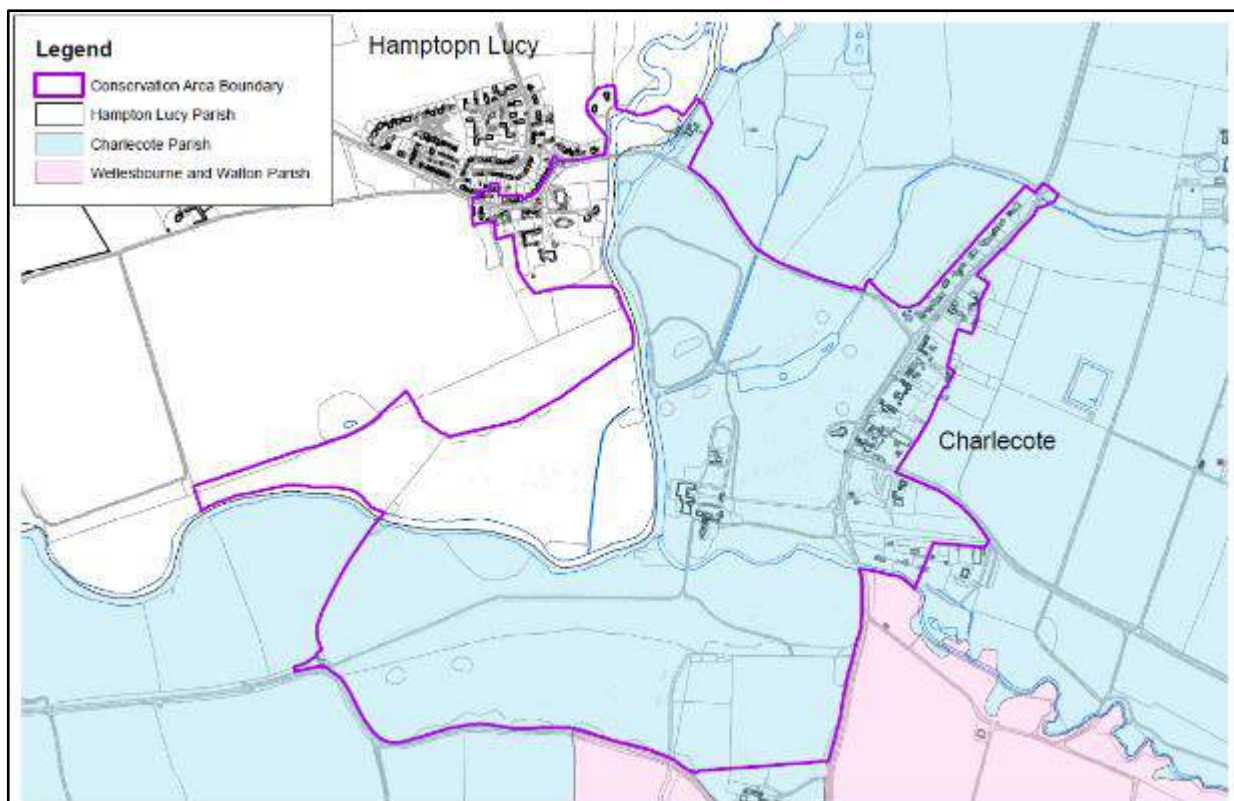 Legend
Conservation Area Boundary
Hampton Lucy Parish
Charlecote Parish
Wellesbourne and Walton Parish
Hamptopn Lucy
Charlecote